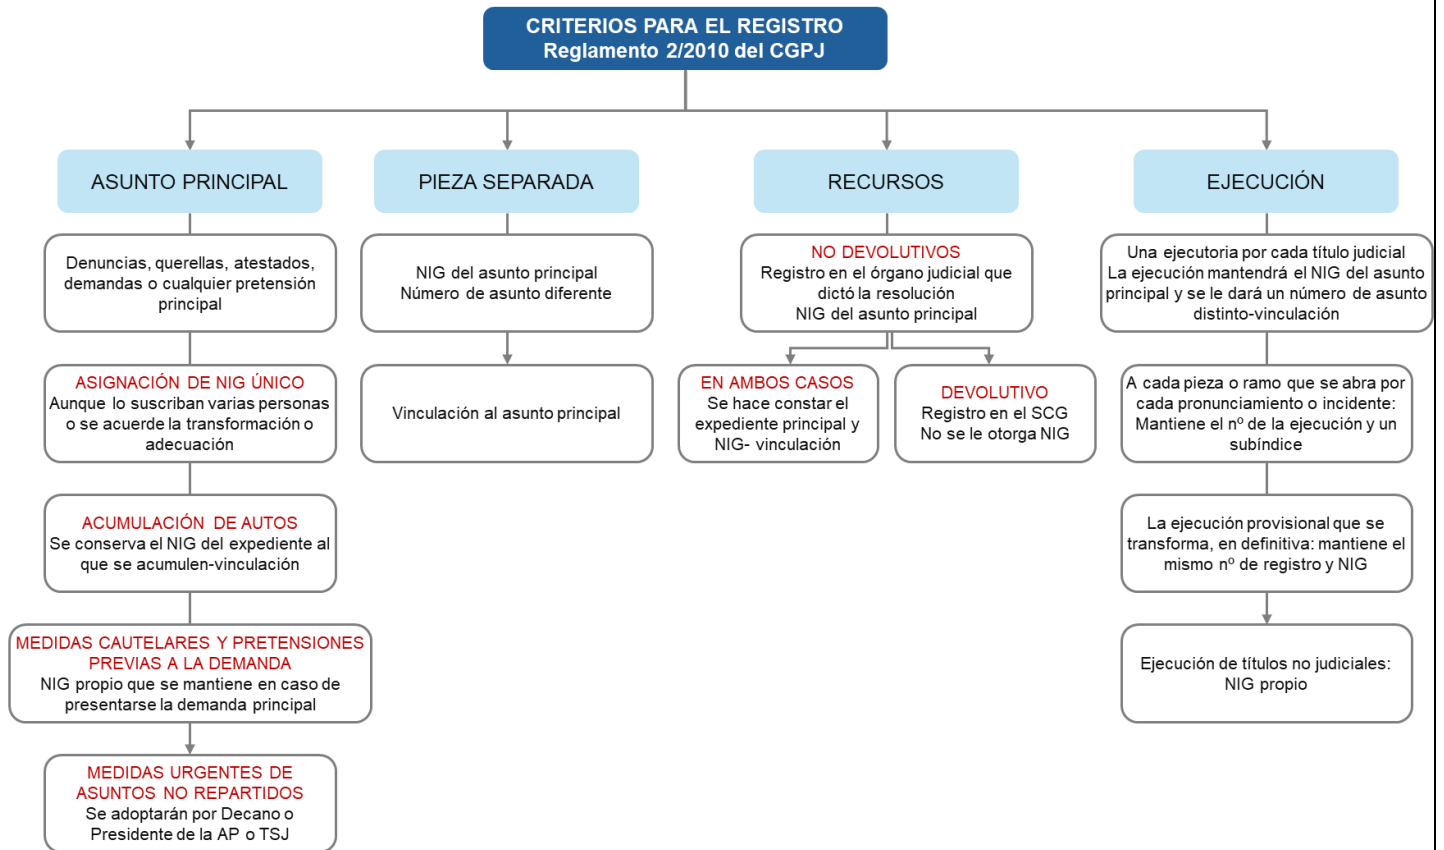 CRITERIOS PARA EL REGISTRO
Reglamento 2/2010 del CGPJ
ASUNTO PRINCIPAL
Denuncias, querellas, atestados,
demandas o cualquier pretensión
principal
ASIGNACIÓN DE NIG ÚNICO
Aunque lo suscriban varias personas
o se acuerde la transformación o
adecuación
ACUMULACIÓN DE AUTOS
Se conserva el NIG del expediente al
que se acumulen-vinculación
MEDIDAS CAUTELARES Y PRETENSIONES
PREVIAS A LA DEMANDA
NIG propio que se mantiene en caso de
presentarse la demanda principal
MEDIDAS URGENTES DE
ASUNTOS NO REPARTIDOS
Se adoptarán por Decano o
Presidente de la AP o TSJ
PIEZA SEPARADA
NIG del asunto principal
Número de asunto diferente
Vinculación al asunto principal
RECURSOS
NO DEVOLUTIVOS
Registro en el órgano judicial que
dictó la resolución
NIG del asunto principal
EN AMBOS CASOS
Se hace constar el
expediente principal y
NIG- vinculación
DEVOLUTIVO
Registro en el SCG
No se le otorga NIG
EJECUCIÓN
Una ejecutoria por cada título judicial
La ejecución mantendrá el NIG del asunto
principal y se le dará un número de asunto
distinto-vinculación
A cada pieza o ramo que se abra por
cada pronunciamiento o incidente:
Mantiene el nº de la ejecución y un
subíndice
La ejecución provisional que se
transforma, en definitiva: mantiene el
mismo nº de registro y NIG
Ejecución de títulos no judiciales:
NIG propio